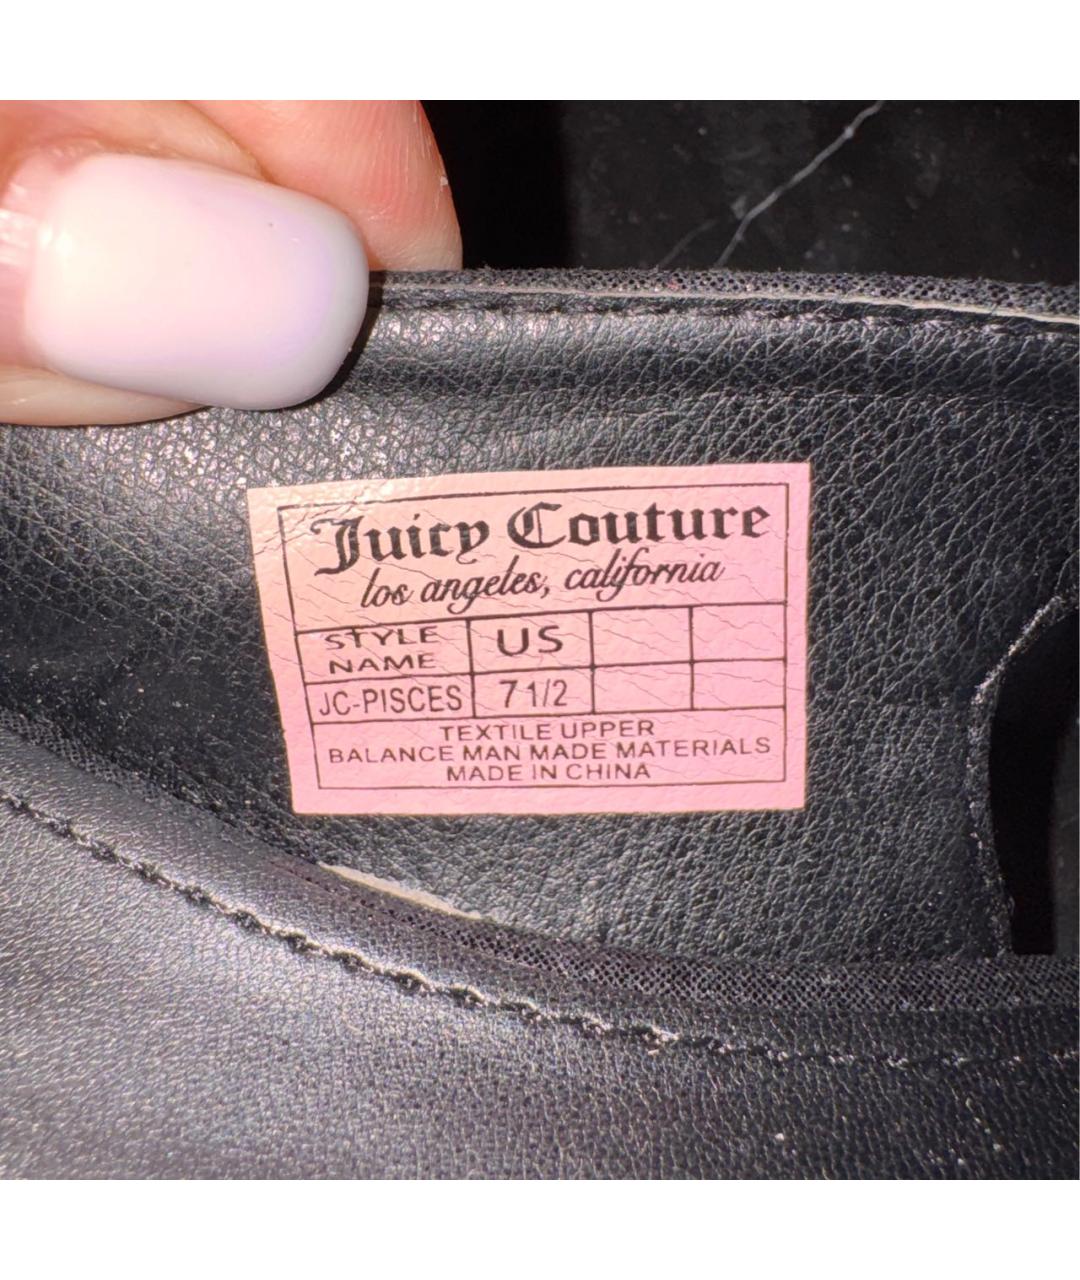 Juicy Couture
los angeles, california
STYLE NAME US
JC-PISCES 7 1/2
TEXTILE UPPER
BALANCE MAN MADE MATERIALS
MADE IN CHINA